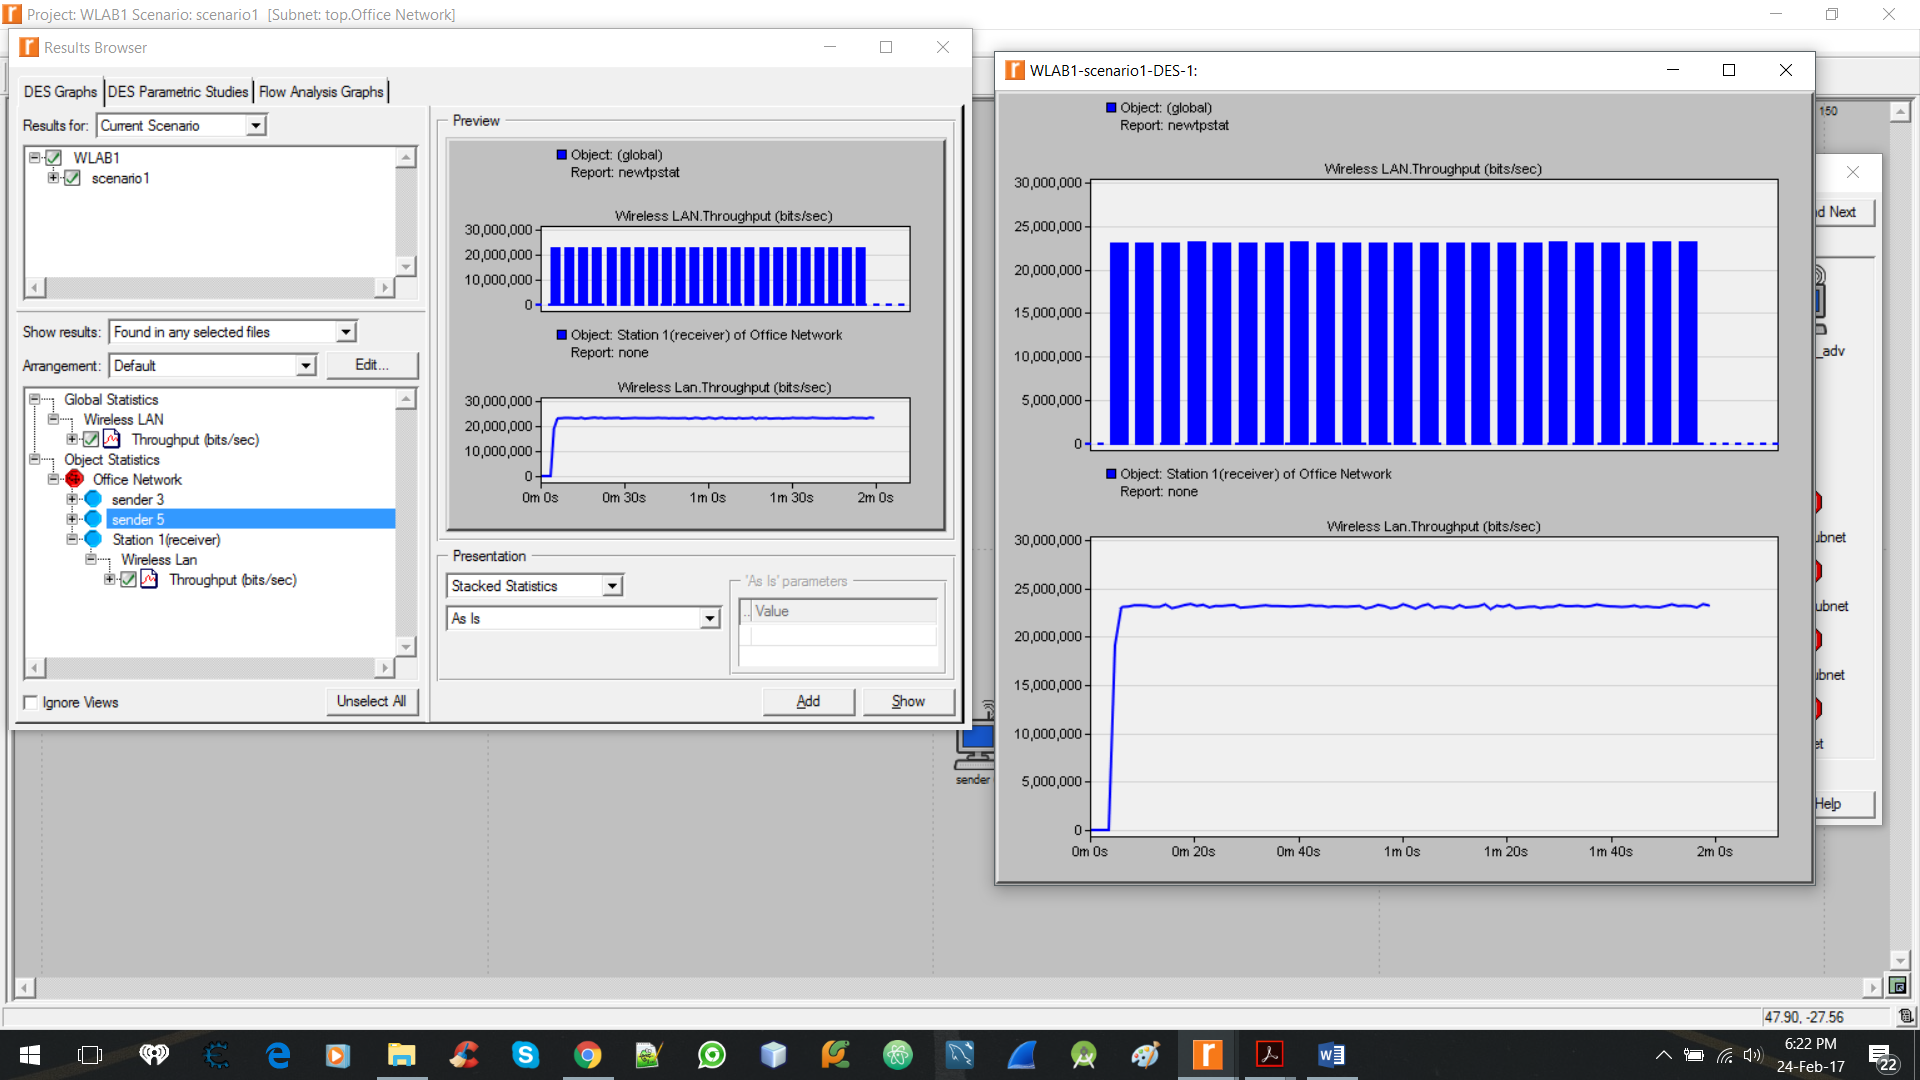 Project: WLAB1 Scenario: scenario1 [Subnet: top.Office Network]
Results Browser
DES Graphs DES Parametric Studies Flow Analysis Graphs
Results for: Current Scenario
WLAB1
scenario1
Show results: Found in any selected files
Arrangement: Default Edit...
Global Statistics
Wireless LAN
Throughput (bits/sec)
Object Statistics
Office Network
sender 3
sender 5
Station 1(receiver)
Wireless Lan
Throughput (bits/sec)
Ignore Views Unselect All
Preview
Object: (global)
Report: newtpstat
Wireless LAN.Throughput (bits/sec)
30,000,000
20,000,000
10,000,000
0
Object: Station 1(receiver) of Office Network
Report: none
Wireless Lan.Throughput (bits/sec)
30,000,000
20,000,000
10,000,000
0
0m 0s 0m 30s 1m 0s 1m 30s 2m 0s
Presentation
Stacked Statistics
As Is
'As Is' parameters
.. Value
Add Show
WLAB1-scenario1-DES-1:
Object: (global)
Report: newtpstat
Wireless LAN.Throughput (bits/sec)
30,000,000
25,000,000
20,000,000
15,000,000
10,000,000
5,000,000
0
Object: Station 1(receiver) of Office Network
Report: none
Wireless Lan.Throughput (bits/sec)
30,000,000
25,000,000
20,000,000
15,000,000
10,000,000
5,000,000
0
0m 0s 0m 20s 0m 40s 1m 0s 1m 20s 1m 40s 2m 0s
150
d Next
_adv
ubnet
ubnet
ubnet
et
Help
sender
47.90, -27.56
6:22 PM
24-Feb-17
22